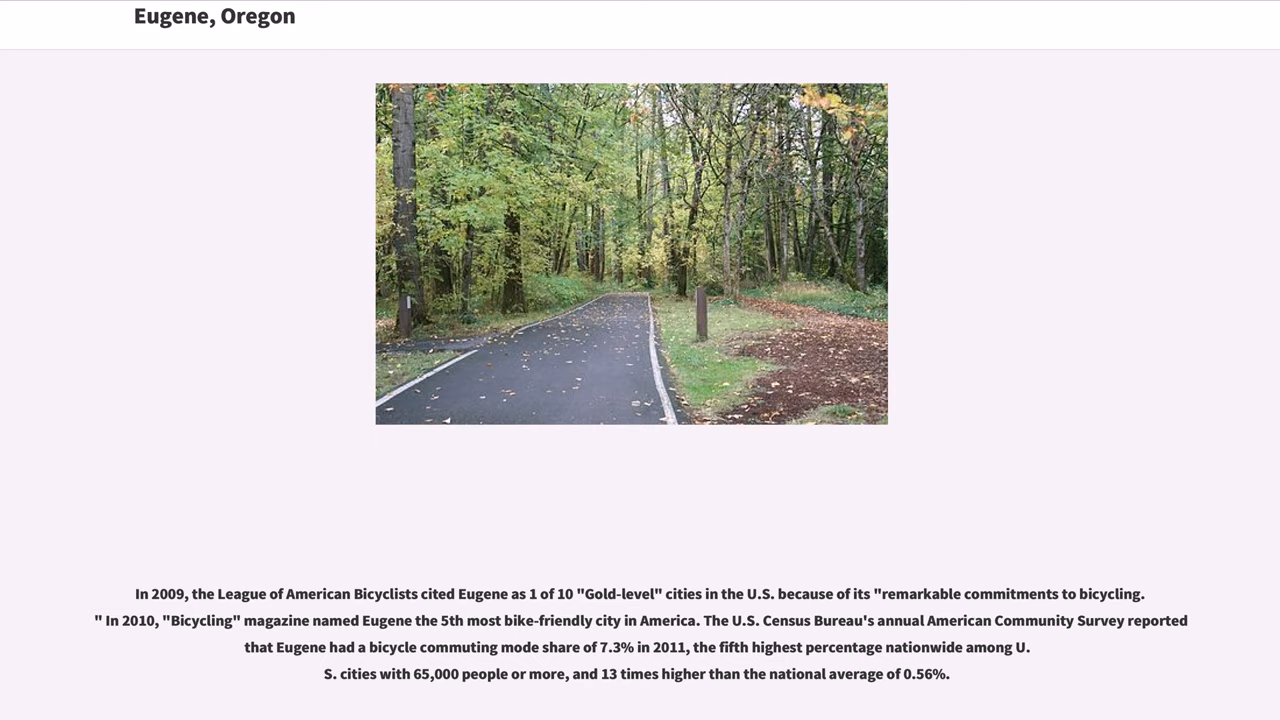 Eugene, Oregon
In 2009, the League of American Bicyclists cited Eugene as 1 of 10 "Gold-level" cities in the U.S. because of its "remarkable commitments to bicycling.
" In 2010, "Bicycling" magazine named Eugene the 5th most bike-friendly city in America. The U.S. Census Bureau's annual American Community Survey reported
that Eugene had a bicycle commuting mode share of 7.3% in 2011, the fifth highest percentage nationwide among U.
S. cities with 65,000 people or more, and 13 times higher than the national average of 0.56%.